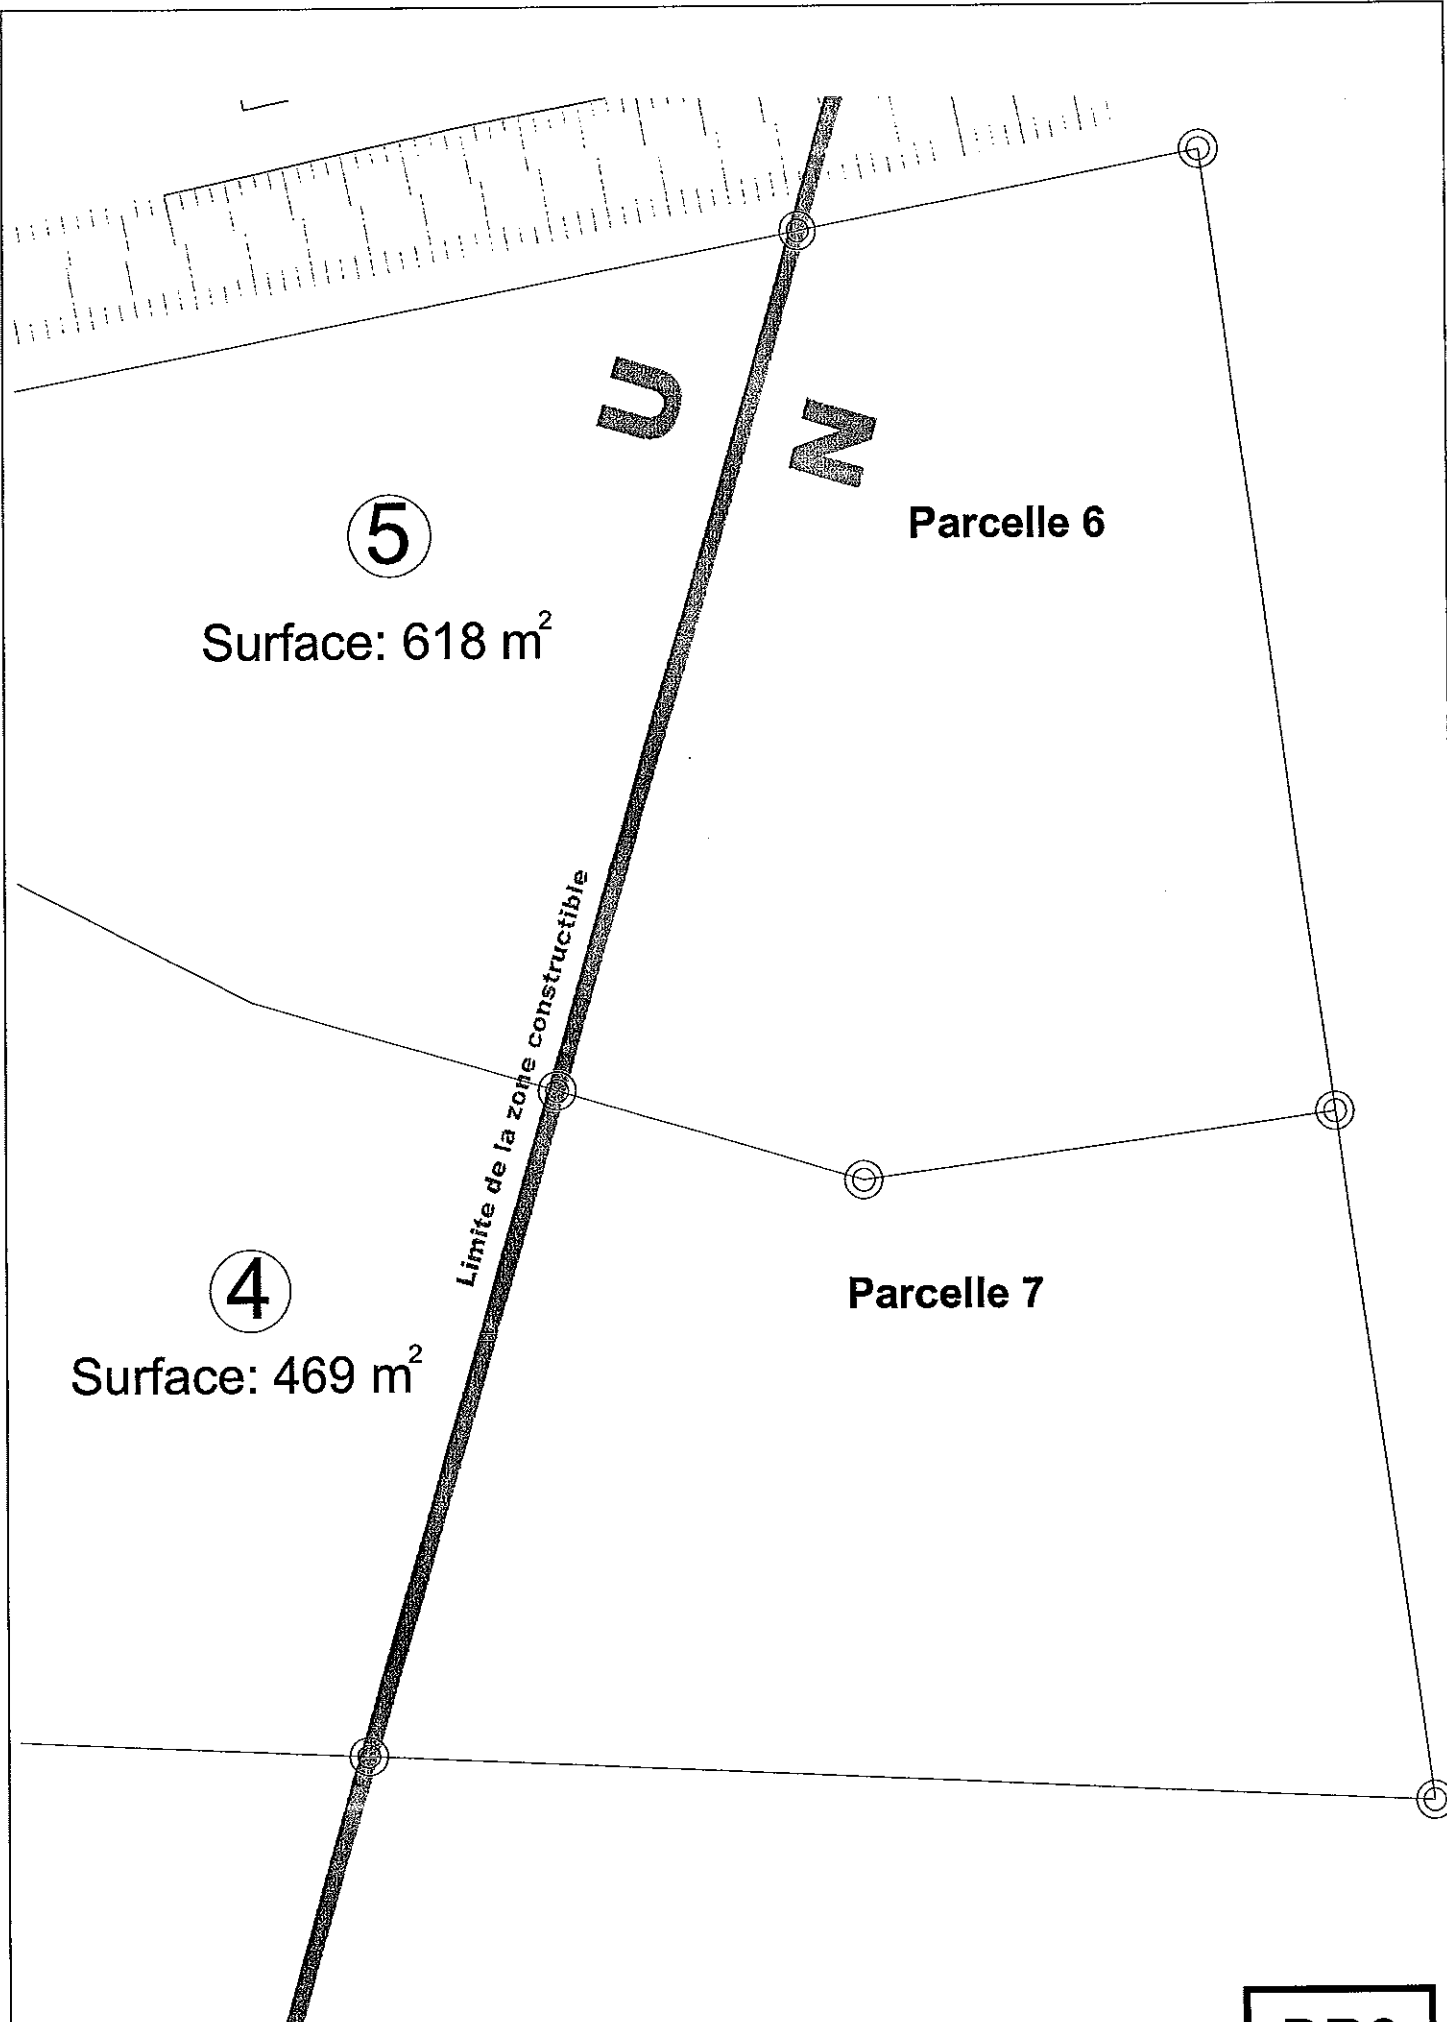 U
N
5
Parcelle 6
Surface: 618 m²
Limite de la zone constructible
4
Parcelle 7
Surface: 469 m²